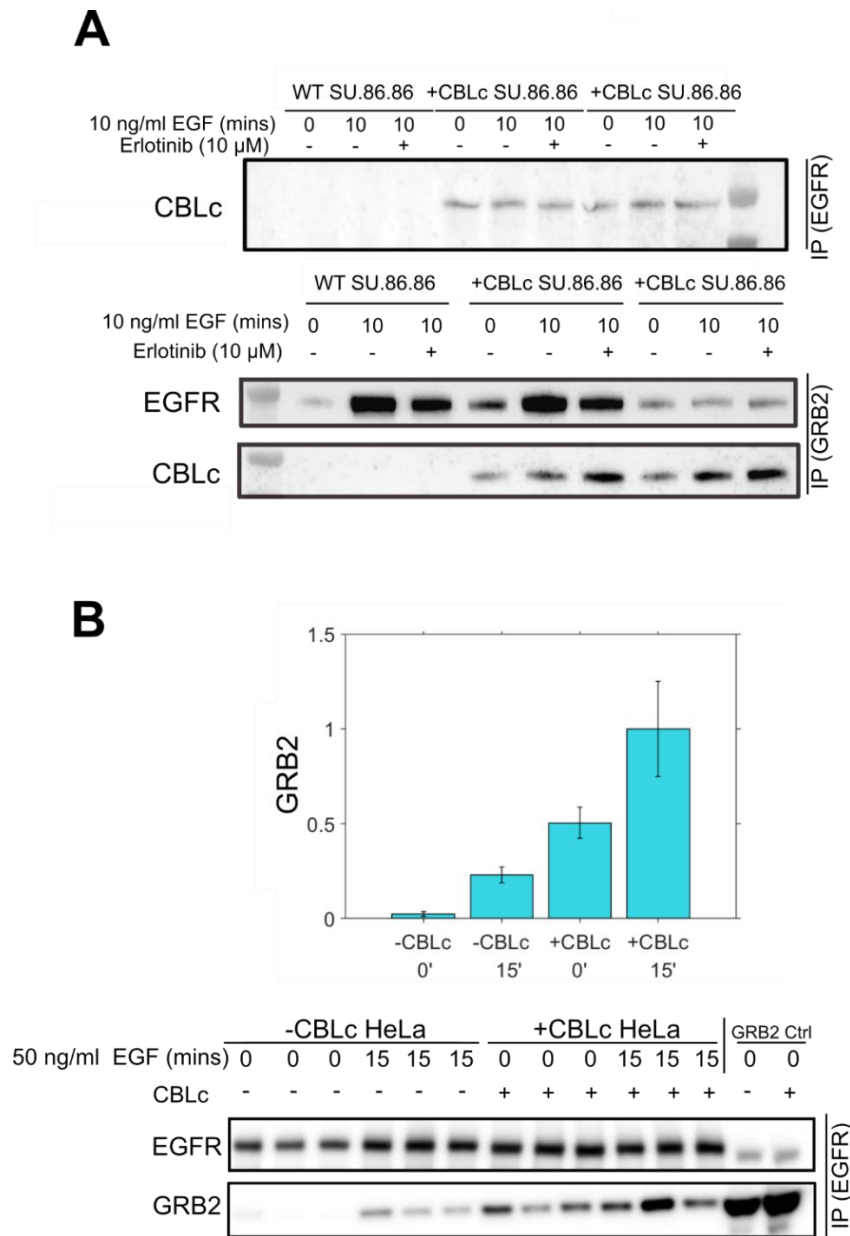 A
WT SU.86.86 +CBLc SU.86.86 +CBLc SU.86.86
10 ng/ml EGF (mins) 0 10 10 0 10 10 0 10 10
Erlotinib (10 µM) - - + - - + - - +
CBLc
IP (EGFR)
WT SU.86.86 +CBLc SU.86.86 +CBLc SU.86.86
10 ng/ml EGF (mins) 0 10 10 0 10 10 0 10 10
Erlotinib (10 µM) - - + - - + - - +
EGFR
CBLc
IP (GRB2)
B
1.5
1
0.5
0
GRB2
-CBLc -CBLc +CBLc +CBLc
0' 15' 0' 15'
-CBLc HeLa +CBLc HeLa GRB2 Ctrl
50 ng/ml EGF (mins) 0 0 0 15 15 15 0 0 0 15 15 15 0 0
CBLc - - - - - - + + + + + + - +
EGFR
GRB2
IP (EGFR)